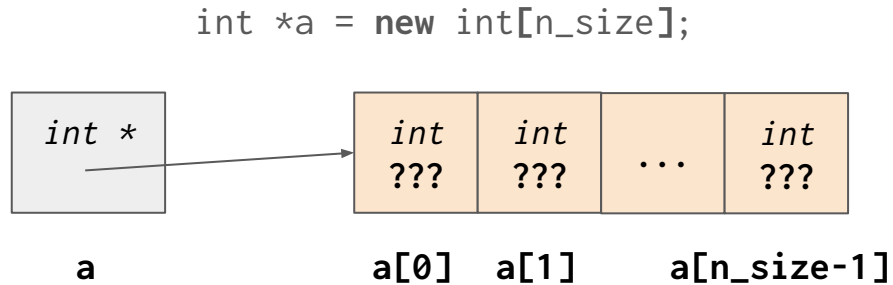 int *a = new int[n_size];
int * int int ... int
??? ??? ???
a a[0] a[1] a[n_size-1]